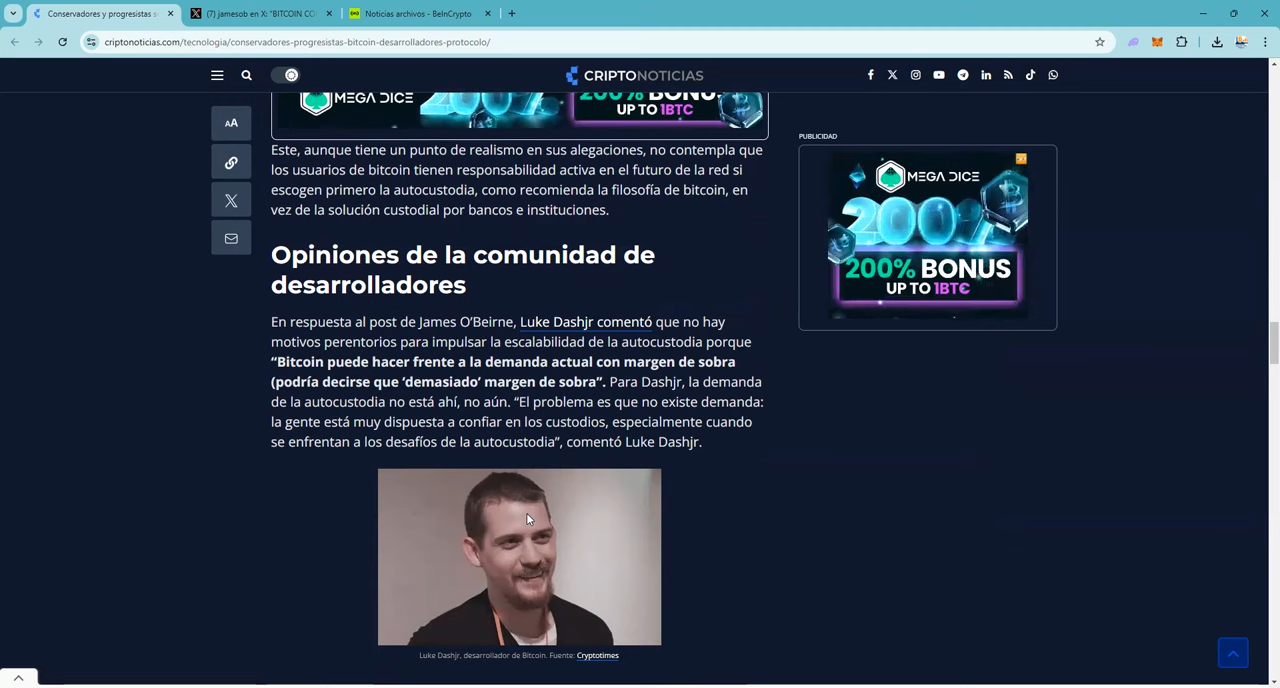 Conservadores y progresistas s
(7) jamesob en X: "BITCOIN CO
Noticias archivos - BeInCrypto
criptonoticias.com/tecnologia/conservadores-progresistas-bitcoin-desarrolladores-protocolo/
CRIPTONOTICIAS
AA
MEGA DICE
200% BONUS
UP TO 1BTC
PUBLICIDAD
MEGA DICE
200%
200% BONUS
UP TO 1BTC
Este, aunque tiene un punto de realismo en sus alegaciones, no contempla que
los usuarios de bitcoin tienen responsabilidad activa en el futuro de la red si
escogen primero la autocustodia, como recomienda la filosofía de bitcoin, en
vez de la solución custodial por bancos e instituciones.
Opiniones de la comunidad de
desarrolladores
En respuesta al post de James O’Beirne, Luke Dashjr comentó que no hay
motivos perentorios para impulsar la escalabilidad de la autocustodia porque
“Bitcoin puede hacer frente a la demanda actual con margen de sobra
(podría decirse que ‘demasiado’ margen de sobra”. Para Dashjr, la demanda
de la autocustodia no está ahí, no aún. “El problema es que no existe demanda:
la gente está muy dispuesta a confiar en los custodios, especialmente cuando
se enfrentan a los desafíos de la autocustodia”, comentó Luke Dashjr.
Luke Dashjr, desarrollador de Bitcoin. Fuente: Cryptotimes